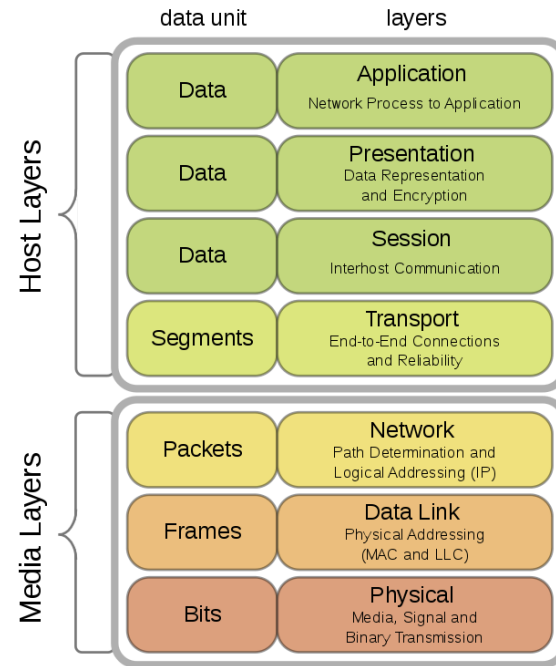 data unit layers
Host Layers
Data
Application
Network Process to Application
Data
Presentation
Data Representation
and Encryption
Data
Session
Interhost Communication
Segments
Transport
End-to-End Connections
and Reliability
Media Layers
Packets
Network
Path Determination and
Logical Addressing (IP)
Frames
Data Link
Physical Addressing
(MAC and LLC)
Bits
Physical
Media, Signal and
Binary Transmission